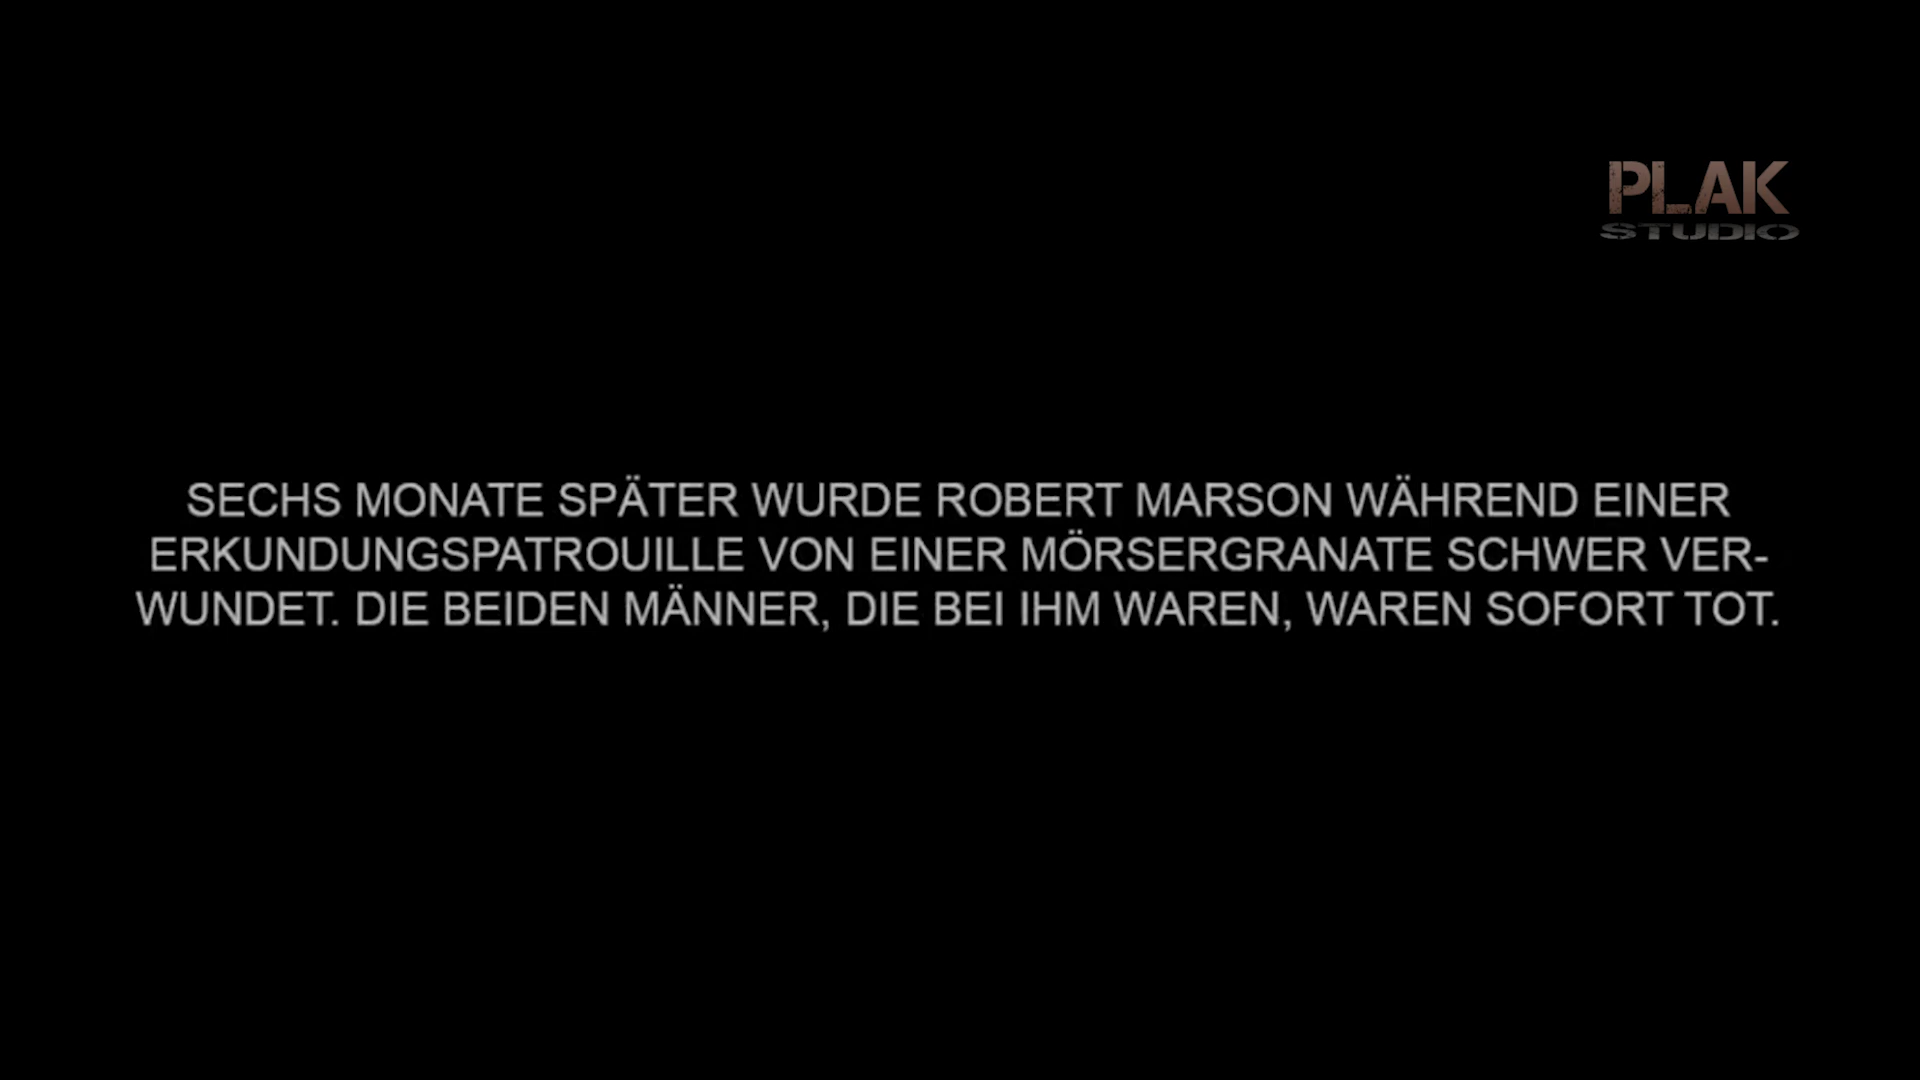 PLAK
STUDIO
SECHS MONATE SPÄTER WURDE ROBERT MARSON WÄHREND EINER
ERKUNDUNGSPATROUILLE VON EINER MÖRSERGRANATE SCHWER VER-
WUNDET. DIE BEIDEN MÄNNER, DIE BEI IHM WAREN, WAREN SOFORT TOT.